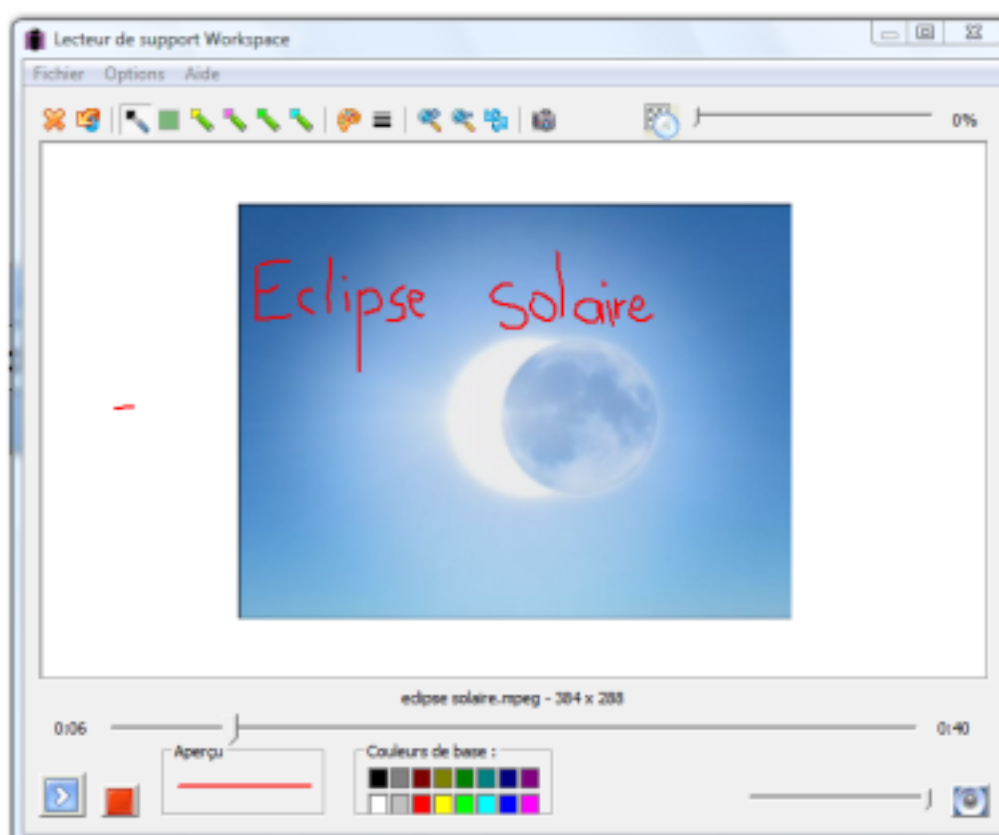 Lecteur de support Workspace
Fichier Options Aide
0%
Eclipse solaire
eclipse solaire.mpeg - 384 x 288
0:06 0:40
Aperçu Couleurs de base :